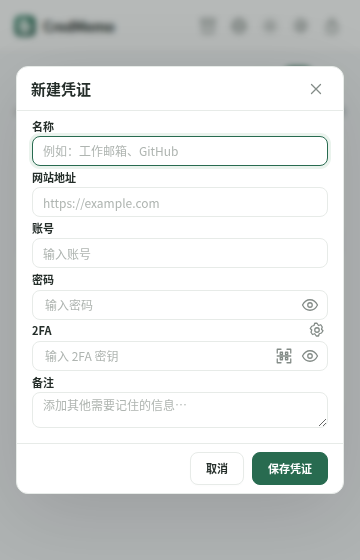 CredMemo
新建凭证
名称
例如：工作邮箱、GitHub
网站地址
https://example.com
账号
输入账号
密码
输入密码
2FA
输入 2FA 密钥
备注
添加其他需要记住的信息…
取消
保存凭证